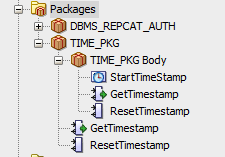 Packages
DBMS_REPCAT_AUTH
TIME_PKG
TIME_PKG Body
StartTimeStamp
GetTimestamp
ResetTimestamp
GetTimestamp
ResetTimestamp